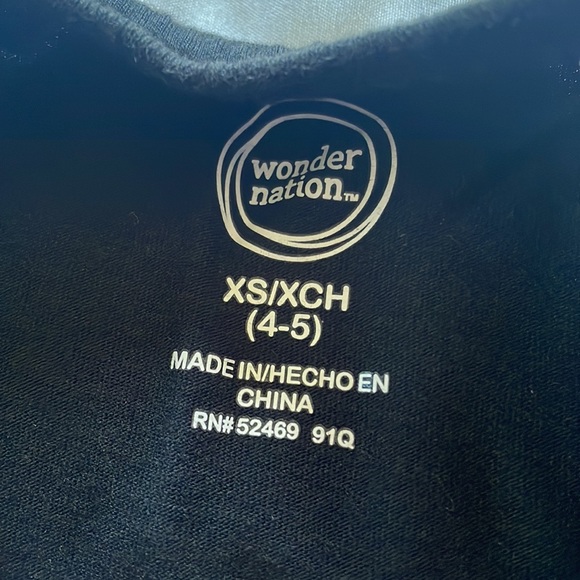 wonder
nation™
XS/XCH
(4-5)
MADE IN/HECHO EN
CHINA
RN# 52469 91Q